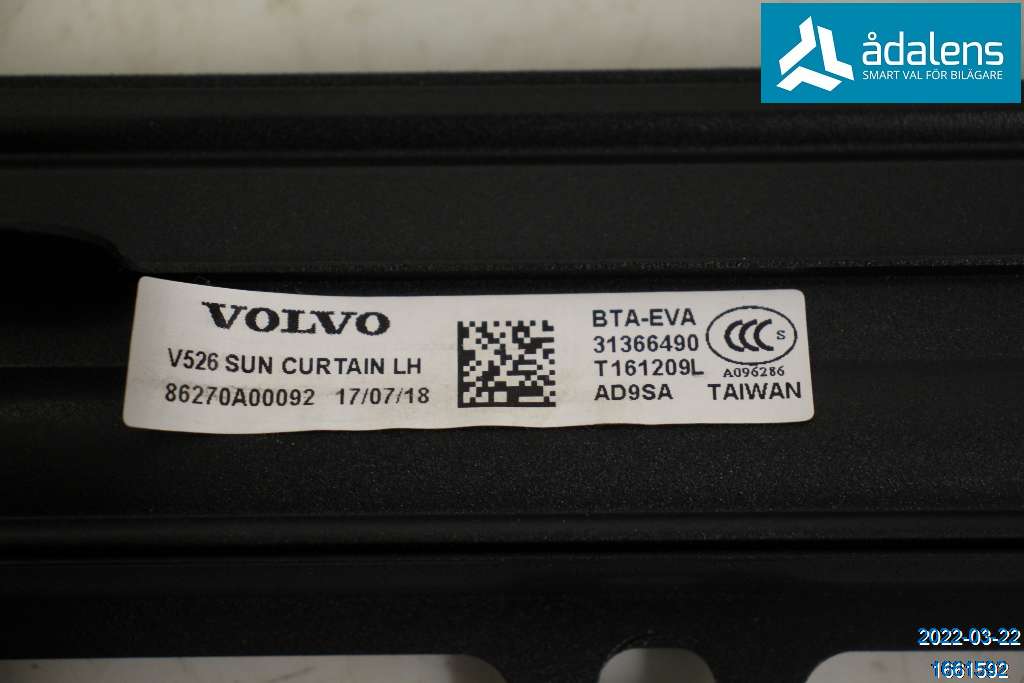 ådalens
SMART VAL FÖR BILÄGARE
VOLVO
V526 SUN CURTAIN LH
86270A00092 17/07/18
BTA-EVA
31366490
T161209L
AD9SA
CCC S
A096286
TAIWAN
2022-03-22
1661592